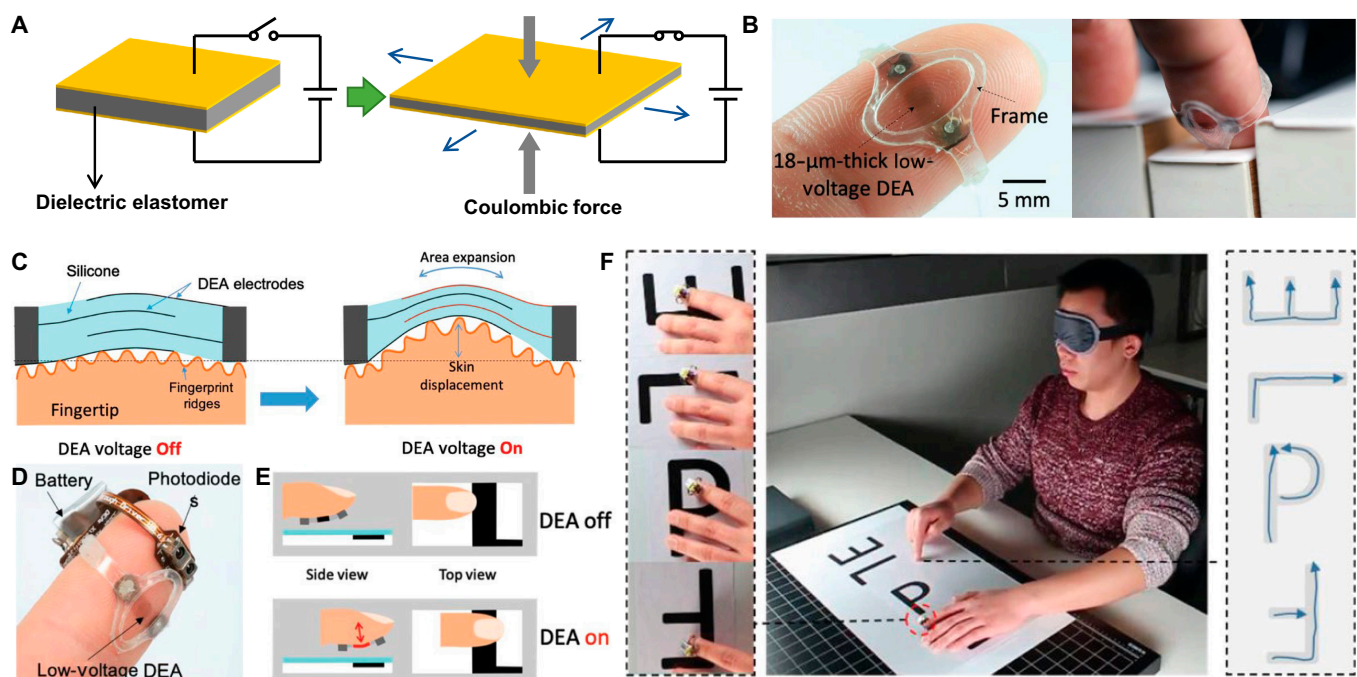 A
Dielectric elastomer
Coulombic force
B
Frame
18-μm-thick low-
voltage DEA
5 mm
C
Silicone
DEA electrodes
Fingerprint
ridges
Fingertip
DEA voltage Off
Area expansion
Skin
displacement
DEA voltage On
D
Battery
Photodiode
s
Low-voltage DEA
E
DEA off
Side view
Top view
DEA on
F
E
L
P
E L
P